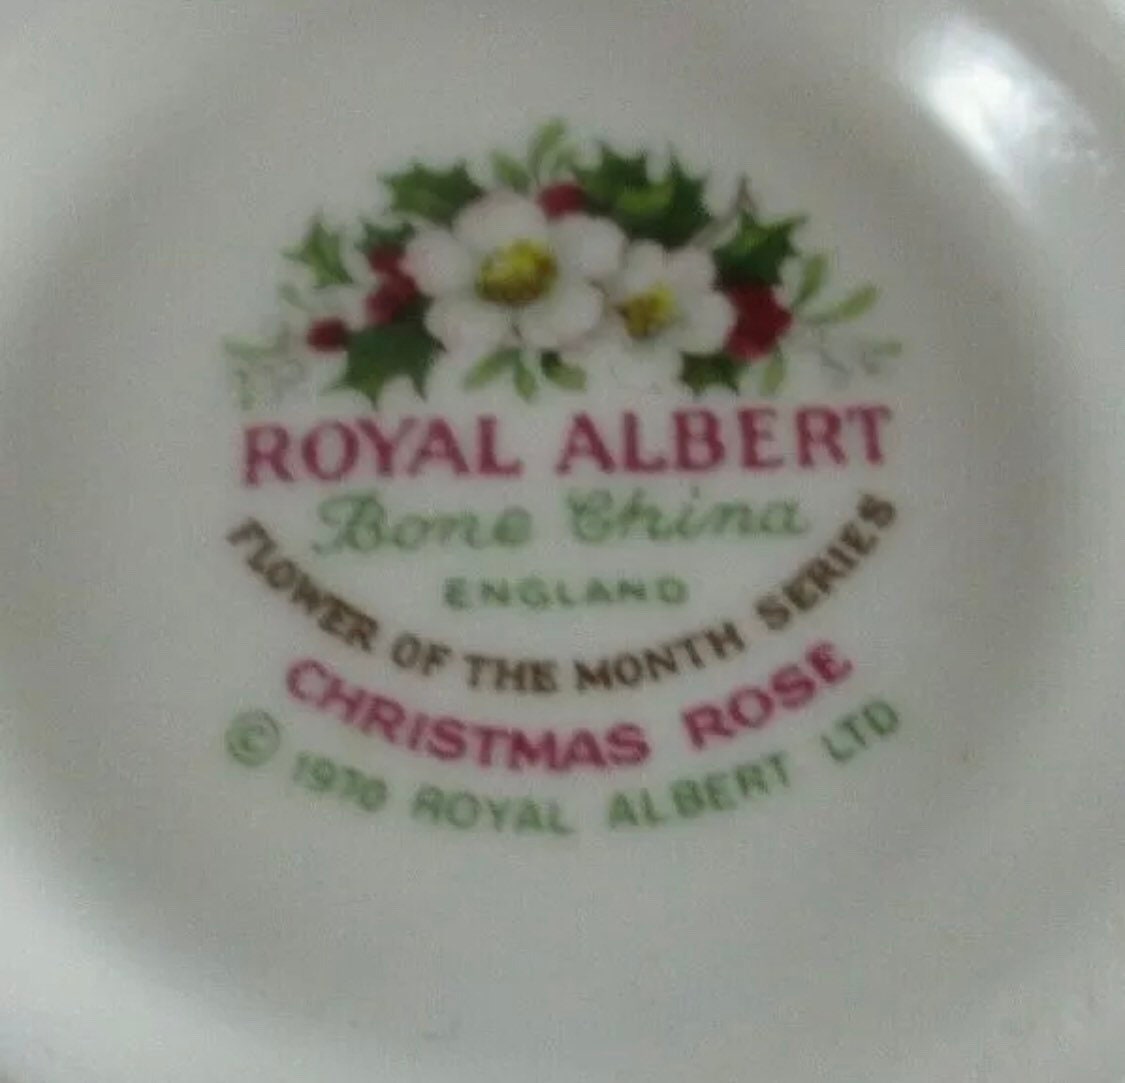 ROYAL ALBERT
Bone China
ENGLAND
FLOWER OF THE MONTH SERIES
CHRISTMAS ROSE
© 1970 ROYAL ALBERT LTD